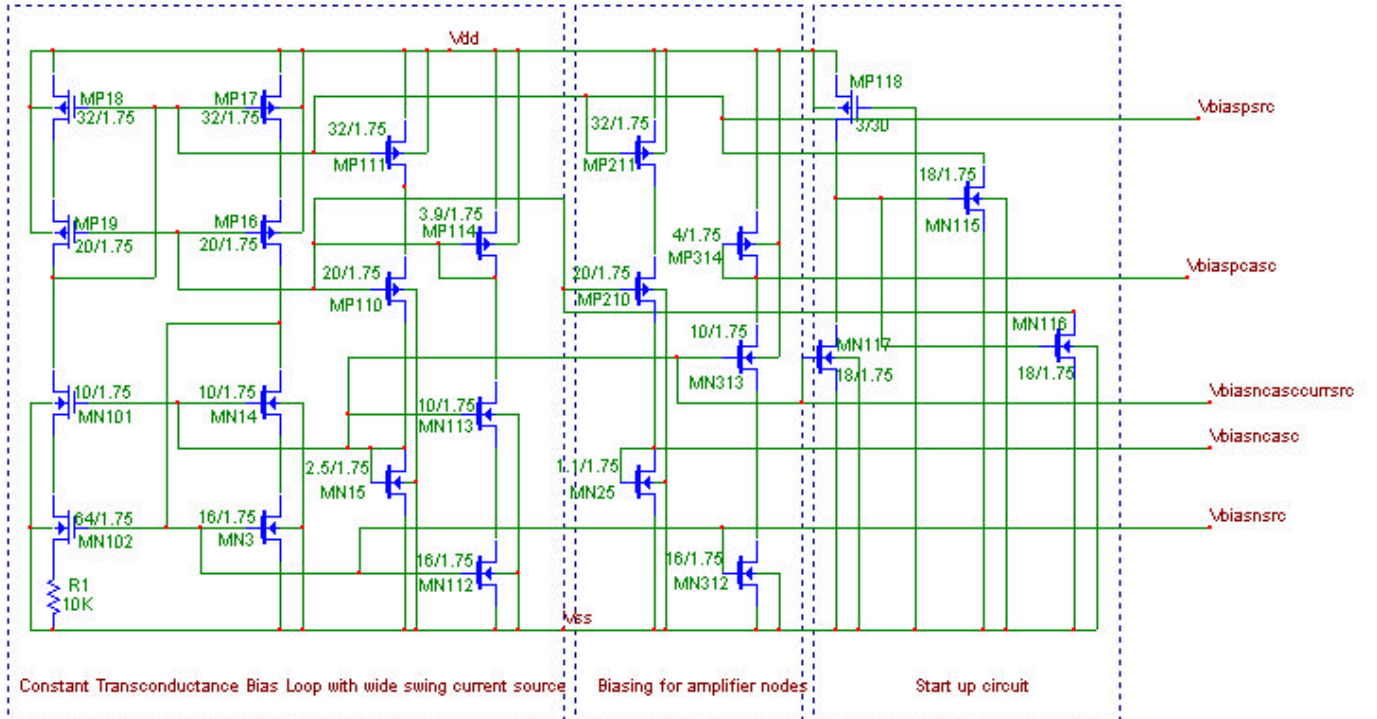 Vdd
MP18
32/1.75
MP17
32/1.75
32/1.75
MP111
32/1.75
MP211
MP118
3/30
Vbiaspsrc
18/1.75
MN115
MP19
20/1.75
MP16
20/1.75
3.9/1.75
MP114
4/1.75
MP314
20/1.75
MP110
20/1.75
MP210
Vbiaspcasc
10/1.75
MN313
MN117
18/1.75
MN116
18/1.75
10/1.75
MN101
10/1.75
MN14
10/1.75
MN113
Vbiasncasccurrsrc
Vbiasncasc
2.5/1.75
MN15
1.1/1.75
MN25
64/1.75
MN102
16/1.75
MN3
Vbiasnsrc
16/1.75
MN112
16/1.75
MN312
R1
10K
Vss
Constant Transconductance Bias Loop with wide swing current source
Biasing for amplifier nodes
Start up circuit